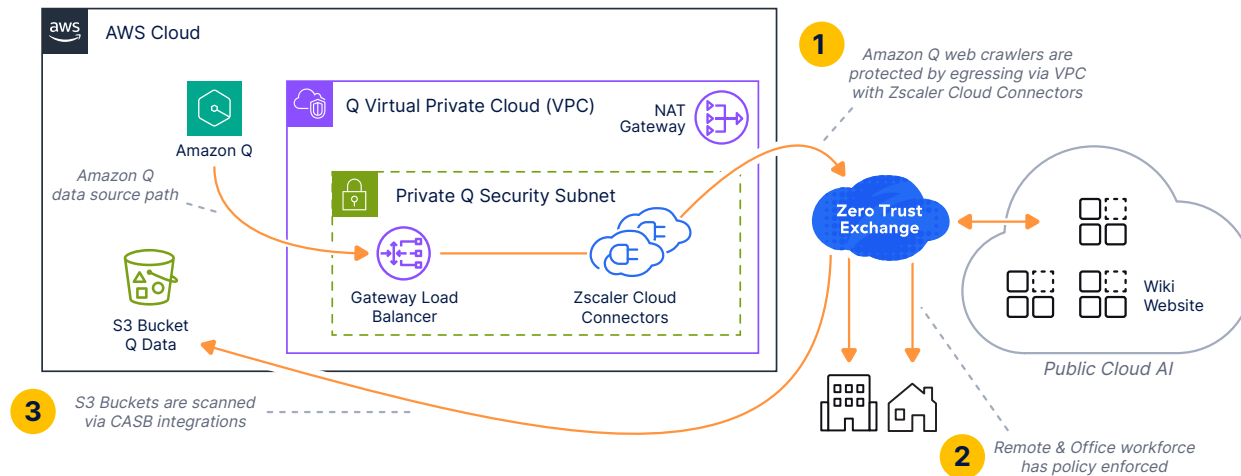 aws
AWS Cloud
1
Amazon Q web crawlers are
protected by egressing via VPC
with Zscaler Cloud Connectors
Q Virtual Private Cloud (VPC)
NAT
Gateway
Amazon Q
Amazon Q
data source path
Private Q Security Subnet
Zero Trust
Exchange
Gateway Load
Balancer
Zscaler Cloud
Connectors
Wiki
Website
S3 Bucket
Q Data
Public Cloud AI
3
S3 Buckets are scanned
via CASB integrations
2
Remote & Office workforce
has policy enforced